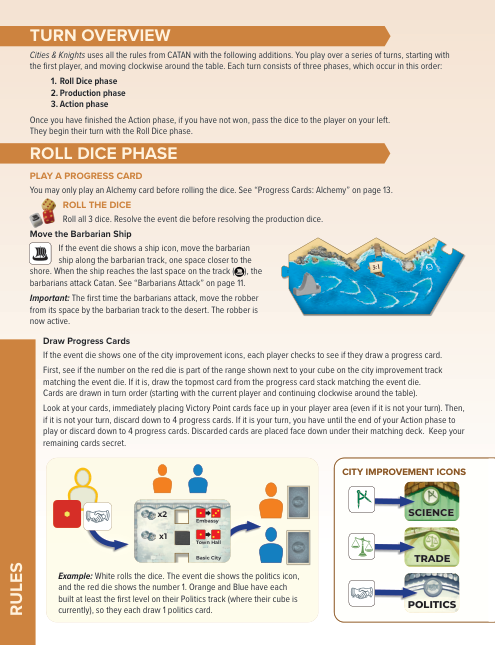 TURN OVERVIEW
Cities & Knights uses all the rules from CATAN with the following additions. You play over a series of turns, starting with
the first player, and moving clockwise around the table. Each turn consists of three phases, which occur in this order:
1. Roll Dice phase
2. Production phase
3. Action phase
Once you have finished the Action phase, if you have not won, pass the dice to the player on your left.
They begin their turn with the Roll Dice phase.
ROLL DICE PHASE
PLAY A PROGRESS CARD
You may only play an Alchemy card before rolling the dice. See "Progress Cards: Alchemy" on page 13.
ROLL THE DICE
Roll all 3 dice. Resolve the event die before resolving the production dice.
Move the Barbarian Ship
If the event die shows a ship icon, move the barbarian
ship along the barbarian track, one space closer to the
shore. When the ship reaches the last space on the track ( ), the
barbarians attack Catan. See "Barbarians Attack" on page 11.
Important: The first time the barbarians attack, move the robber
from its space by the barbarian track to the desert. The robber is
now active.
3:1
Draw Progress Cards
If the event die shows one of the city improvement icons, each player checks to see if they draw a progress card.
First, see if the number on the red die is part of the range shown next to your cube on the city improvement track
matching the event die. If it is, draw the topmost card from the progress card stack matching the event die.
Cards are drawn in turn order (starting with the current player and continuing clockwise around the table).
Look at your cards, immediately placing Victory Point cards face up in your player area (even if it is not your turn). Then,
if it is not your turn, discard down to 4 progress cards. If it is your turn, you have until the end of your Action phase to
play or discard down to 4 progress cards. Discarded cards are placed face down under their matching deck. Keep your
remaining cards secret.
x2
Embassy
x1
Town Hall
Basic City
Example: White rolls the dice. The event die shows the politics icon,
and the red die shows the number 1. Orange and Blue have each
built at least the first level on their Politics track (where their cube is
currently), so they each draw 1 politics card.
CITY IMPROVEMENT ICONS
SCIENCE
TRADE
POLITICS
RULES